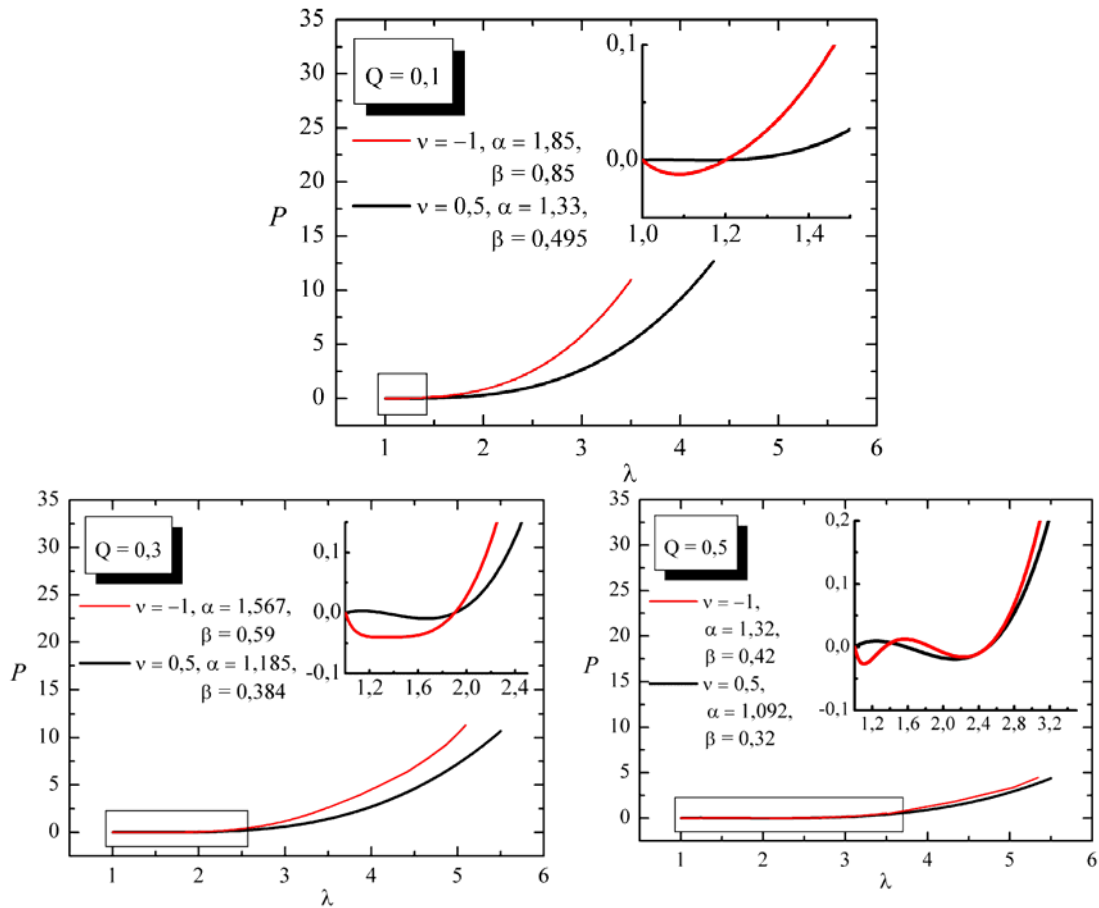 35
30
25
20
15
10
5
0
P
Q = 0,1
ν = −1, α = 1,85,
β = 0,85
ν = 0,5, α = 1,33,
β = 0,495
0,1
0,0
1,0 1,2 1,4
1 2 3 4 5 6
λ
35
30
25
20
15
10
5
0
P
Q = 0,3
ν = −1, α = 1,567,
β = 0,59
ν = 0,5, α = 1,185,
β = 0,384
0,1
0,0
-0,1
1,2 1,6 2,0 2,4
1 2 3 4 5 6
λ
35
30
25
20
15
10
5
0
P
Q = 0,5
ν = −1,
α = 1,32,
β = 0,42
ν = 0,5,
α = 1,092,
β = 0,32
0,2
0,1
0,0
-0,1
1,2 1,6 2,0 2,4 2,8 3,2
1 2 3 4 5 6
λ